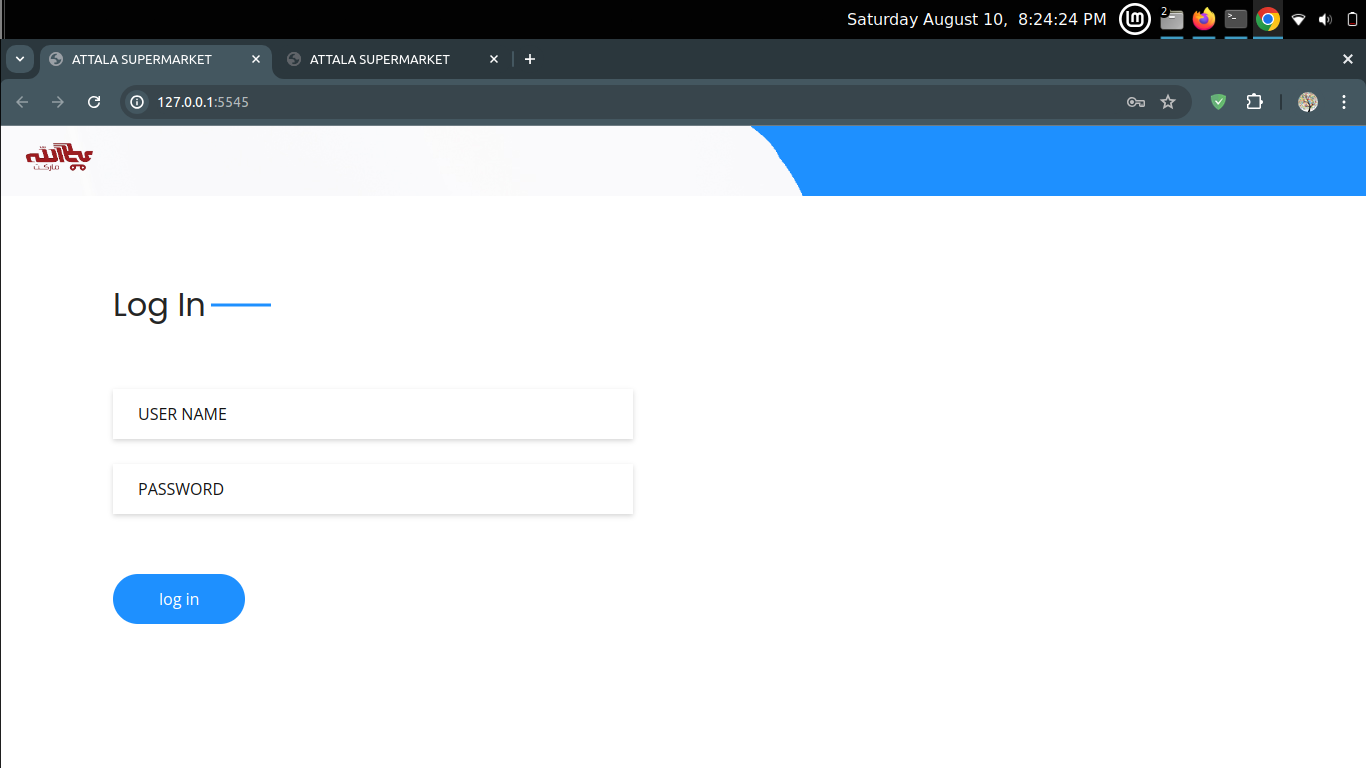 Saturday August 10, 8:24:24 PM
2
ATTALA SUPERMARKET
ATTALA SUPERMARKET
127.0.0.1:5545
عطاالله
ماركت
Log In
USER NAME
PASSWORD
log in